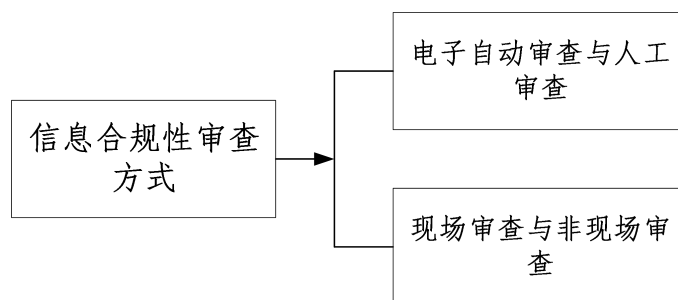 信息合规性审查
方式
电子自动审查与人工
审查
现场审查与非现场审
查